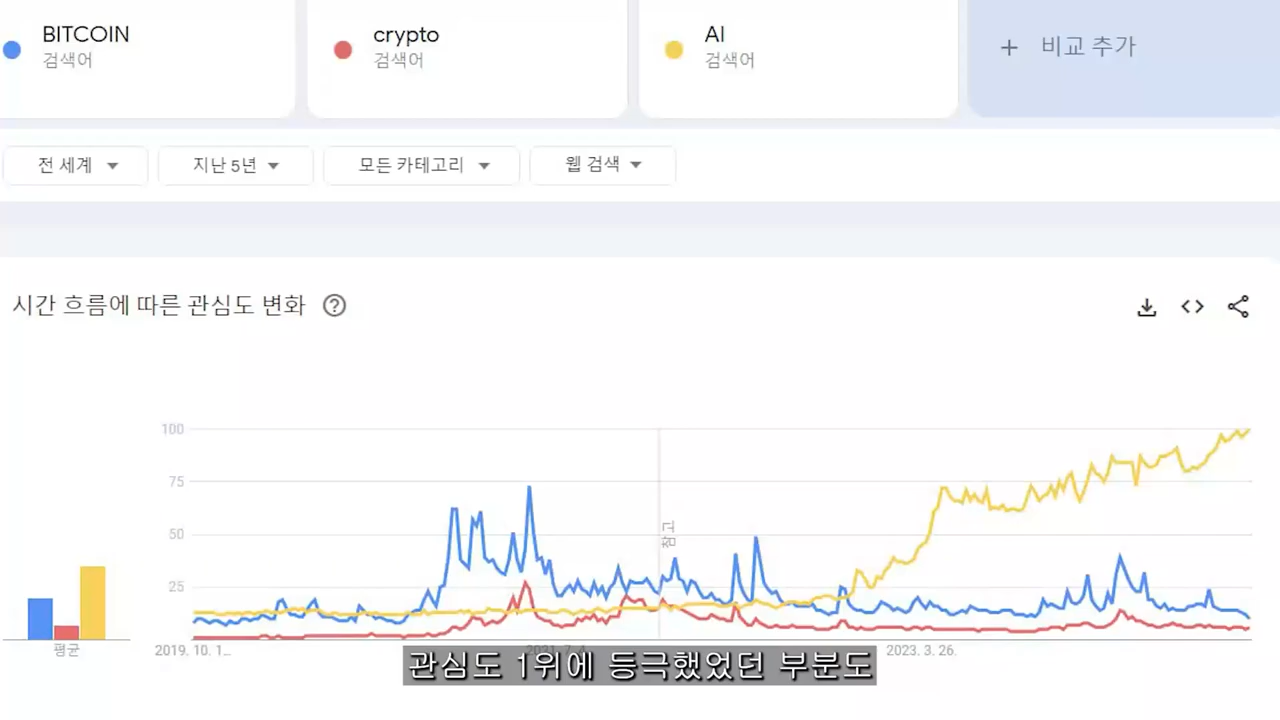 BITCOIN
검색어
crypto
검색어
AI
검색어
+ 비교 추가
전 세계
지난 5년
모든 카테고리
웹 검색
시간 흐름에 따른 관심도 변화
100
75
50
25
참고
평균
2019. 10. 1...
2023. 3. 26.
관심도 1위에 등극했었던 부분도